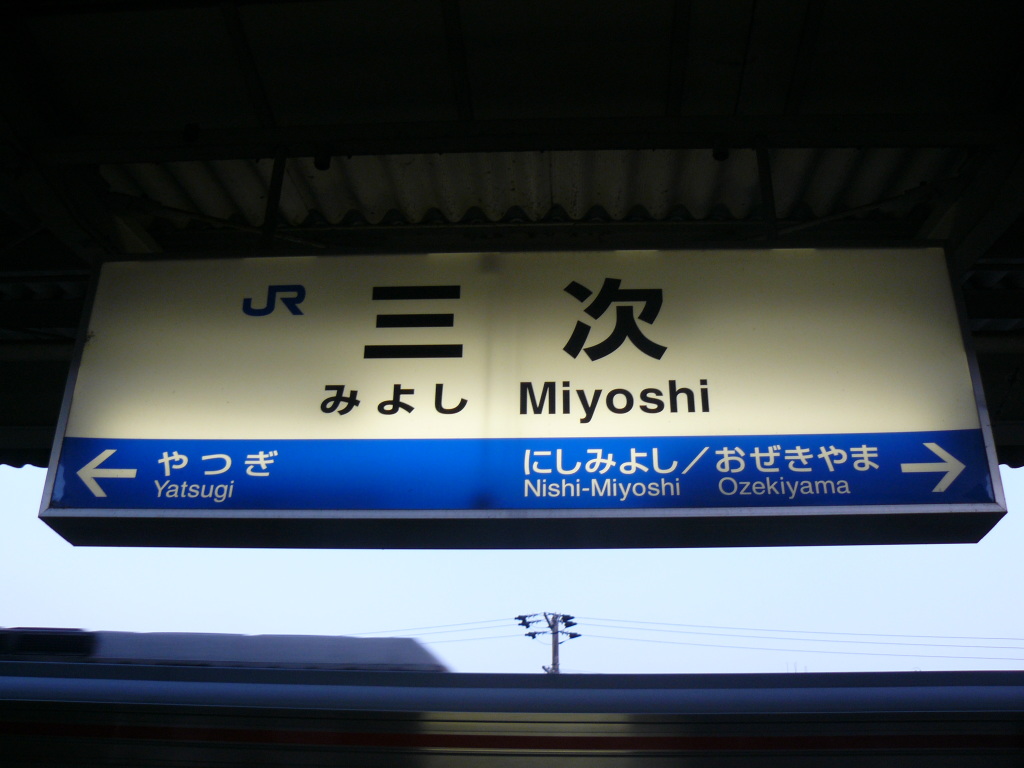 JR 三次
みよし Miyoshi
← やつぎ にしみよし／おぜきやま →
Yatsugi Nishi-Miyoshi Ozekiyama